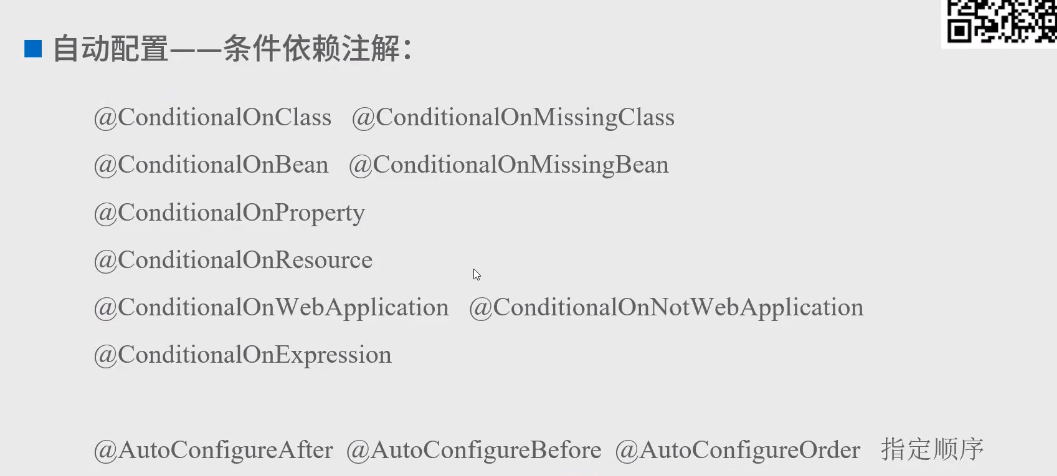 自动配置——条件依赖注解：
@ConditionalOnClass @ConditionalOnMissingClass
@ConditionalOnBean @ConditionalOnMissingBean
@ConditionalOnProperty
@ConditionalOnResource
@ConditionalOnWebApplication @ConditionalOnNotWebApplication
@ConditionalOnExpression
@AutoConfigureAfter @AutoConfigureBefore @AutoConfigureOrder 指定顺序